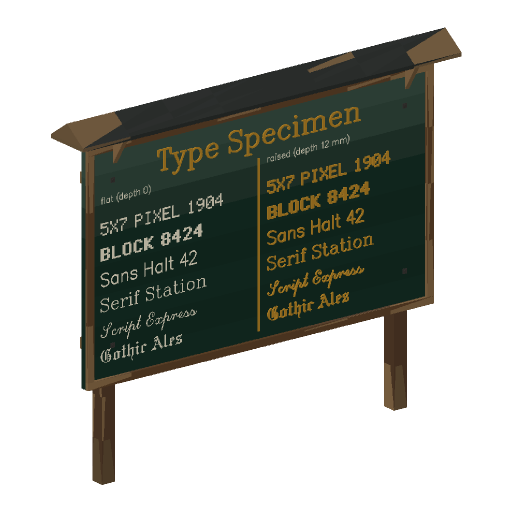 Type Specimen
flat (depth 0)
5X7 PIXEL 1904
BLOCK 8424
Sans Halt 42
Serif Station
Script Express
Gothic Ales
raised (depth 12 mm)
5X7 PIXEL 1904
BLOCK 8424
Sans Halt 42
Serif Station
Script Express
Gothic Ales